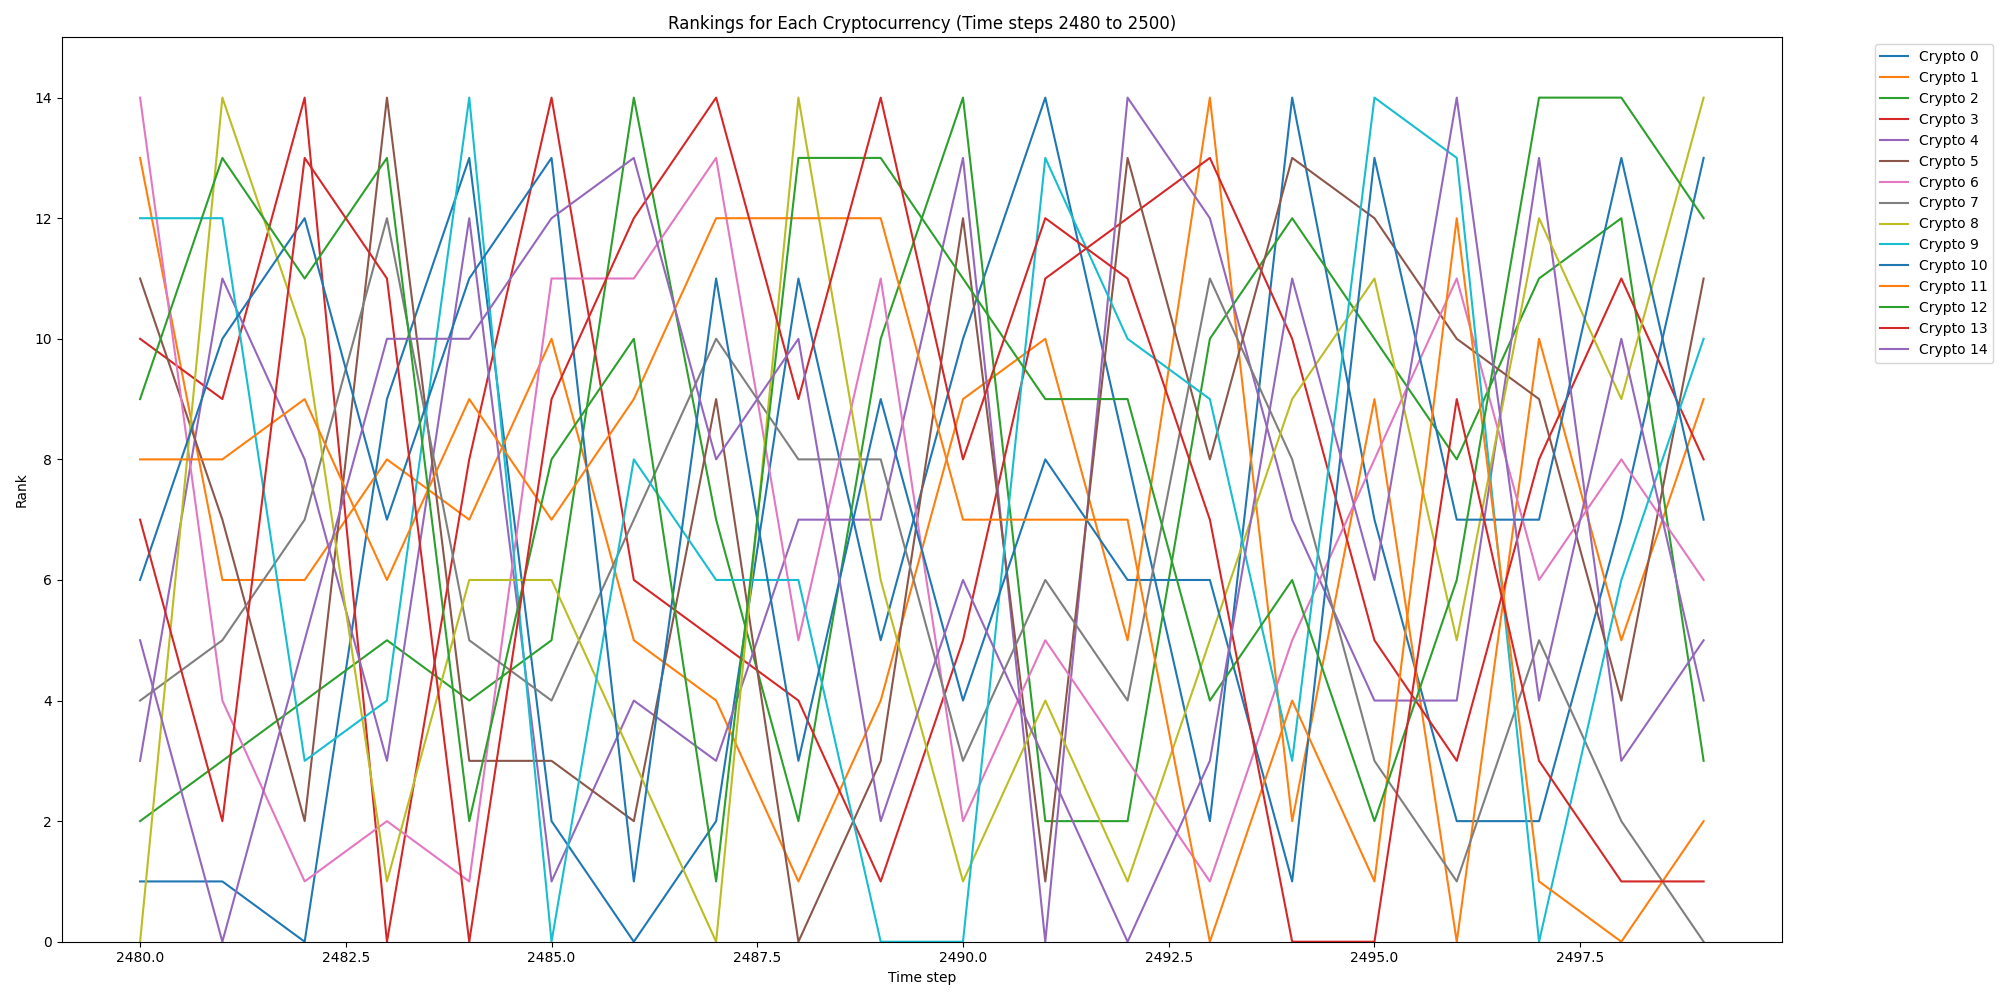 Rankings for Each Cryptocurrency (Time steps 2480 to 2500)
Rank
14
12
10
8
6
4
2
0
2480.0 2482.5 2485.0 2487.5 2490.0 2492.5 2495.0 2497.5
Time step
Crypto 0
Crypto 1
Crypto 2
Crypto 3
Crypto 4
Crypto 5
Crypto 6
Crypto 7
Crypto 8
Crypto 9
Crypto 10
Crypto 11
Crypto 12
Crypto 13
Crypto 14